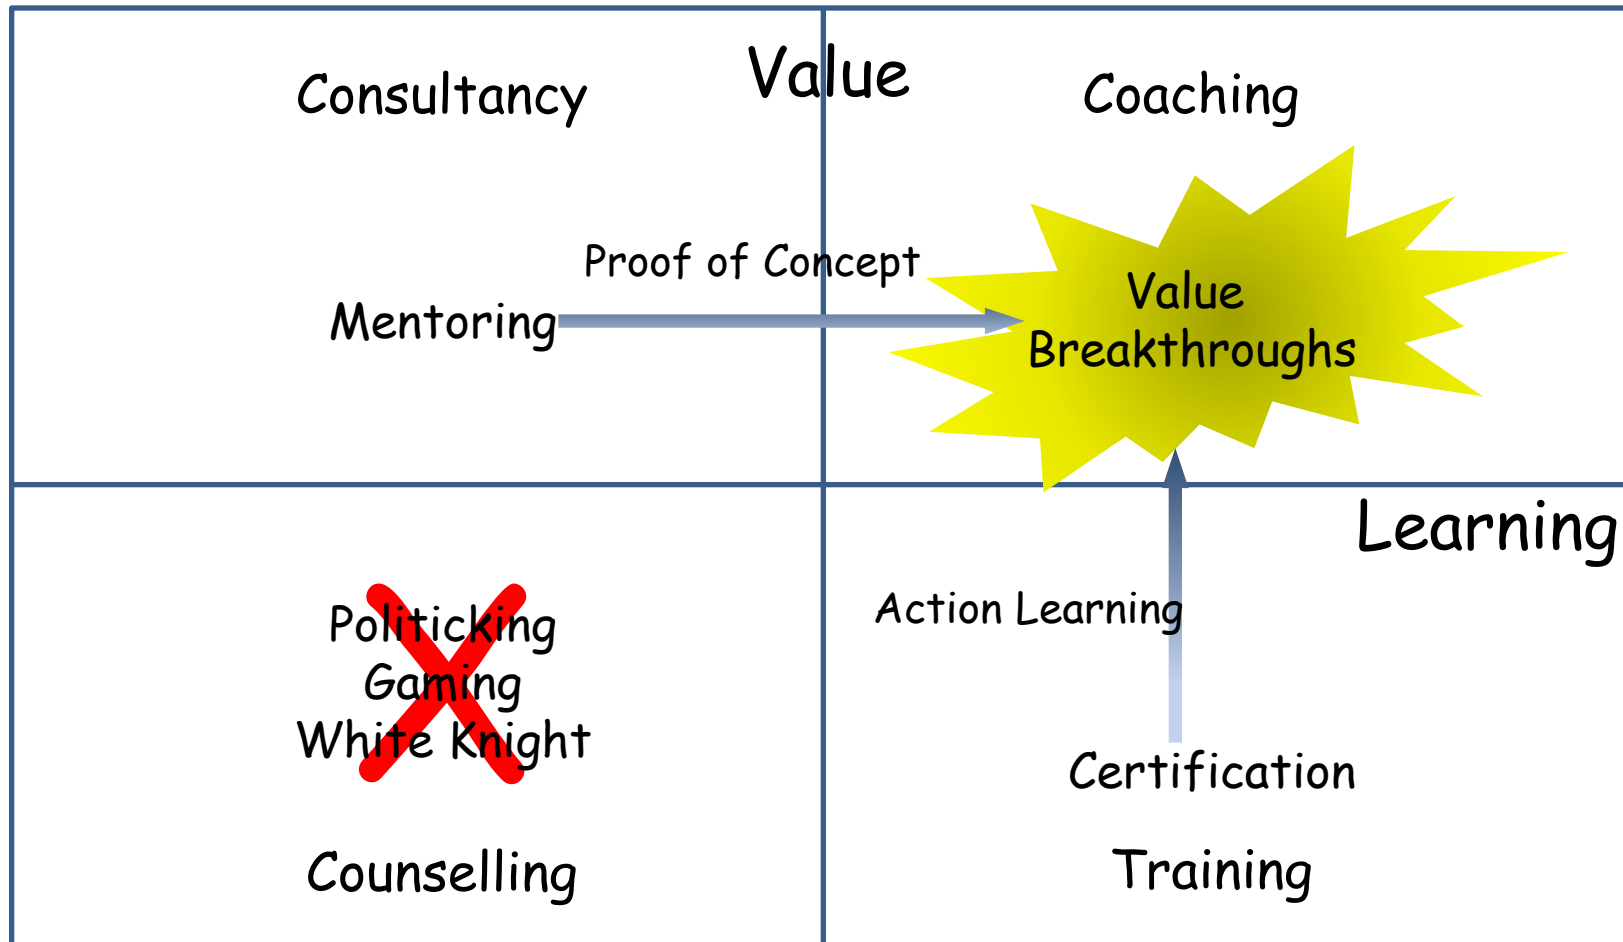 Value
Consultancy
Coaching
Proof of Concept
Mentoring
Value
Breakthroughs
Learning
Politicking
Gaming
White Knight
Action Learning
Certification
Counselling
Training